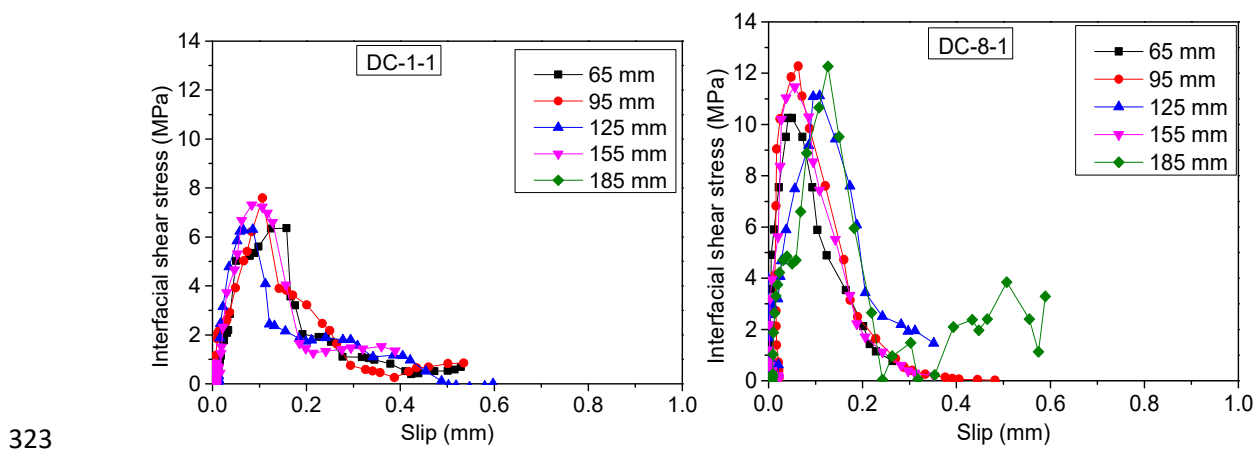 DC-1-1
65 mm
95 mm
125 mm
155 mm
185 mm
Interfacial shear stress (MPa)
14
12
10
8
6
4
2
0
0.0 0.2 0.4 0.6 0.8 1.0
Slip (mm)
DC-8-1
65 mm
95 mm
125 mm
155 mm
185 mm
Interfacial shear stress (MPa)
14
12
10
8
6
4
2
0
0.0 0.2 0.4 0.6 0.8 1.0
Slip (mm)
323